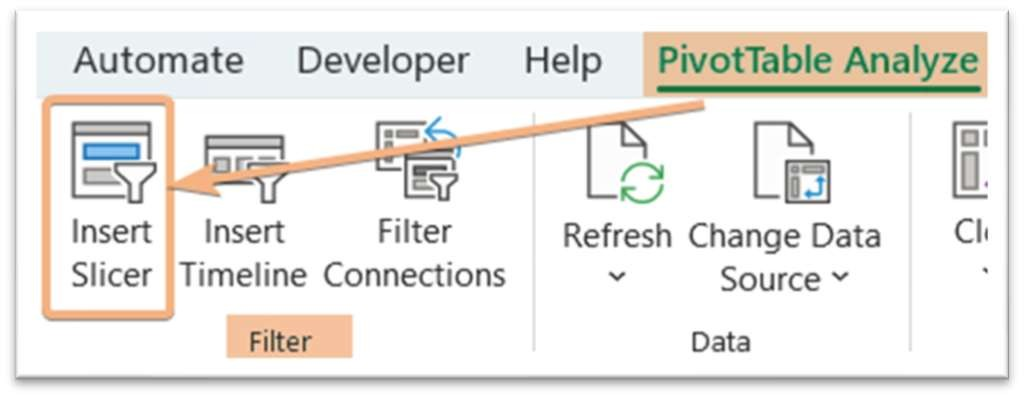 Automate Developer Help PivotTable Analyze
Insert Insert Filter Refresh Change Data
Slicer Timeline Connections Source
Filter Data